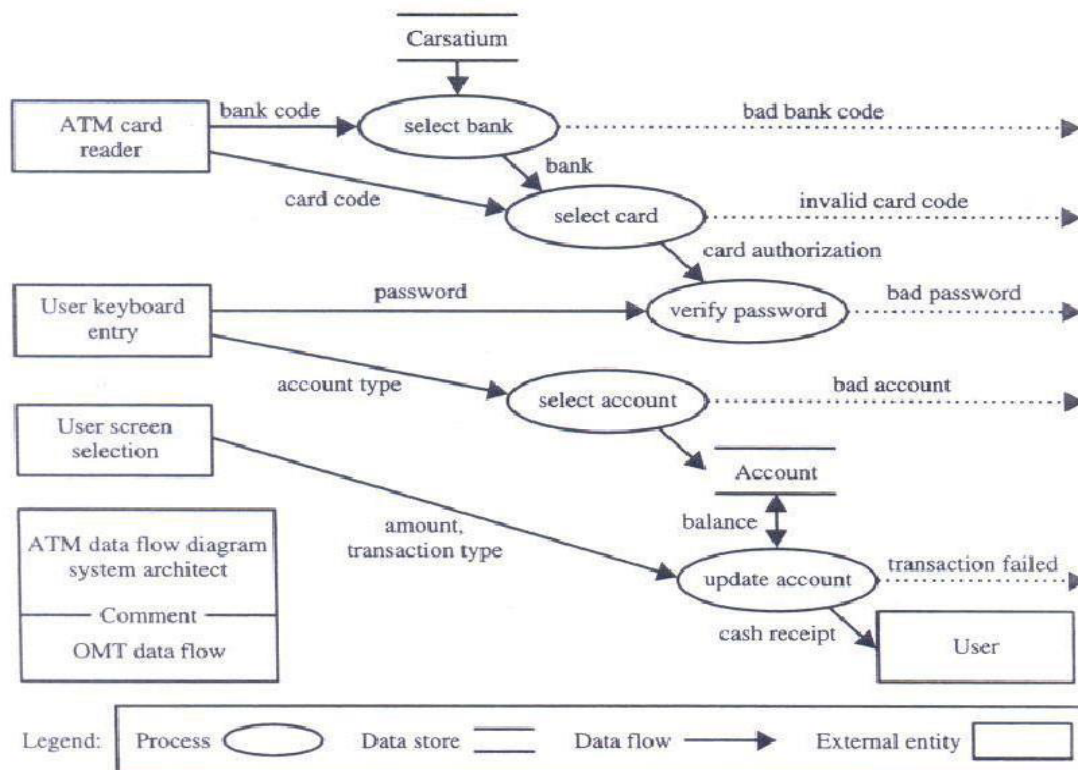 Carsatium
ATM card
reader
bank code
select bank
bad bank code
bank
card code
select card
invalid card code
card authorization
User keyboard
entry
password
verify password
bad password
account type
select account
bad account
User screen
selection
Account
balance
amount,
transaction type
update account
transaction failed
cash receipt
User
ATM data flow diagram
system architect
Comment
OMT data flow
Legend: Process Data store Data flow External entity